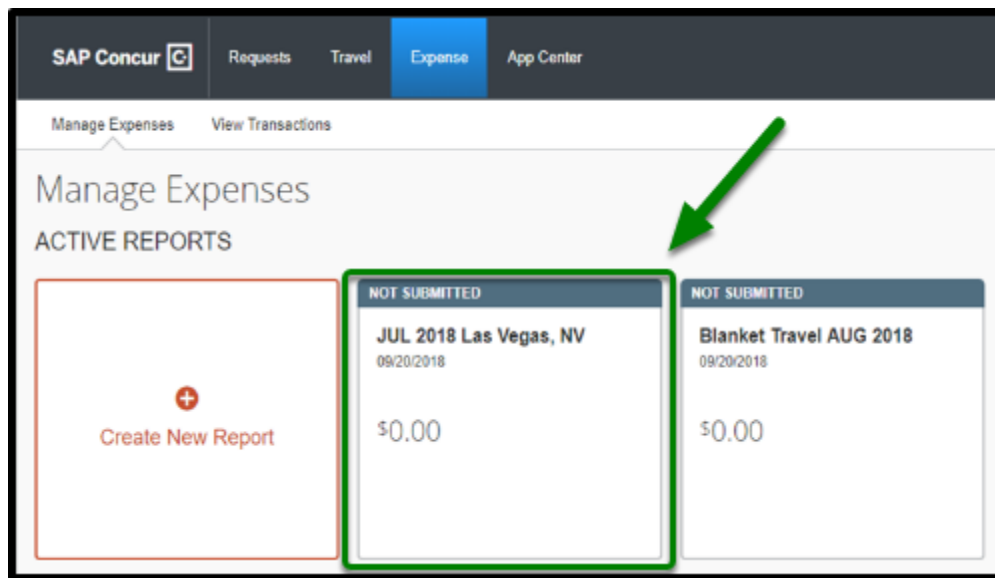 SAP Concur C Requests Travel Expense App Center
Manage Expenses View Transactions
Manage Expenses
ACTIVE REPORTS
Create New Report
NOT SUBMITTED
JUL 2018 Las Vegas, NV
09/20/2018
$0.00
NOT SUBMITTED
Blanket Travel AUG 2018
09/20/2018
$0.00